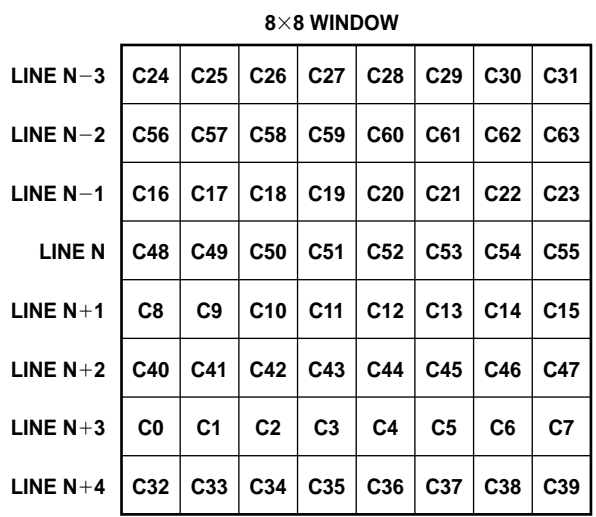 8×8 WINDOW
LINE N−3 C24 C25 C26 C27 C28 C29 C30 C31
LINE N−2 C56 C57 C58 C59 C60 C61 C62 C63
LINE N−1 C16 C17 C18 C19 C20 C21 C22 C23
LINE N C48 C49 C50 C51 C52 C53 C54 C55
LINE N+1 C8 C9 C10 C11 C12 C13 C14 C15
LINE N+2 C40 C41 C42 C43 C44 C45 C46 C47
LINE N+3 C0 C1 C2 C3 C4 C5 C6 C7
LINE N+4 C32 C33 C34 C35 C36 C37 C38 C39